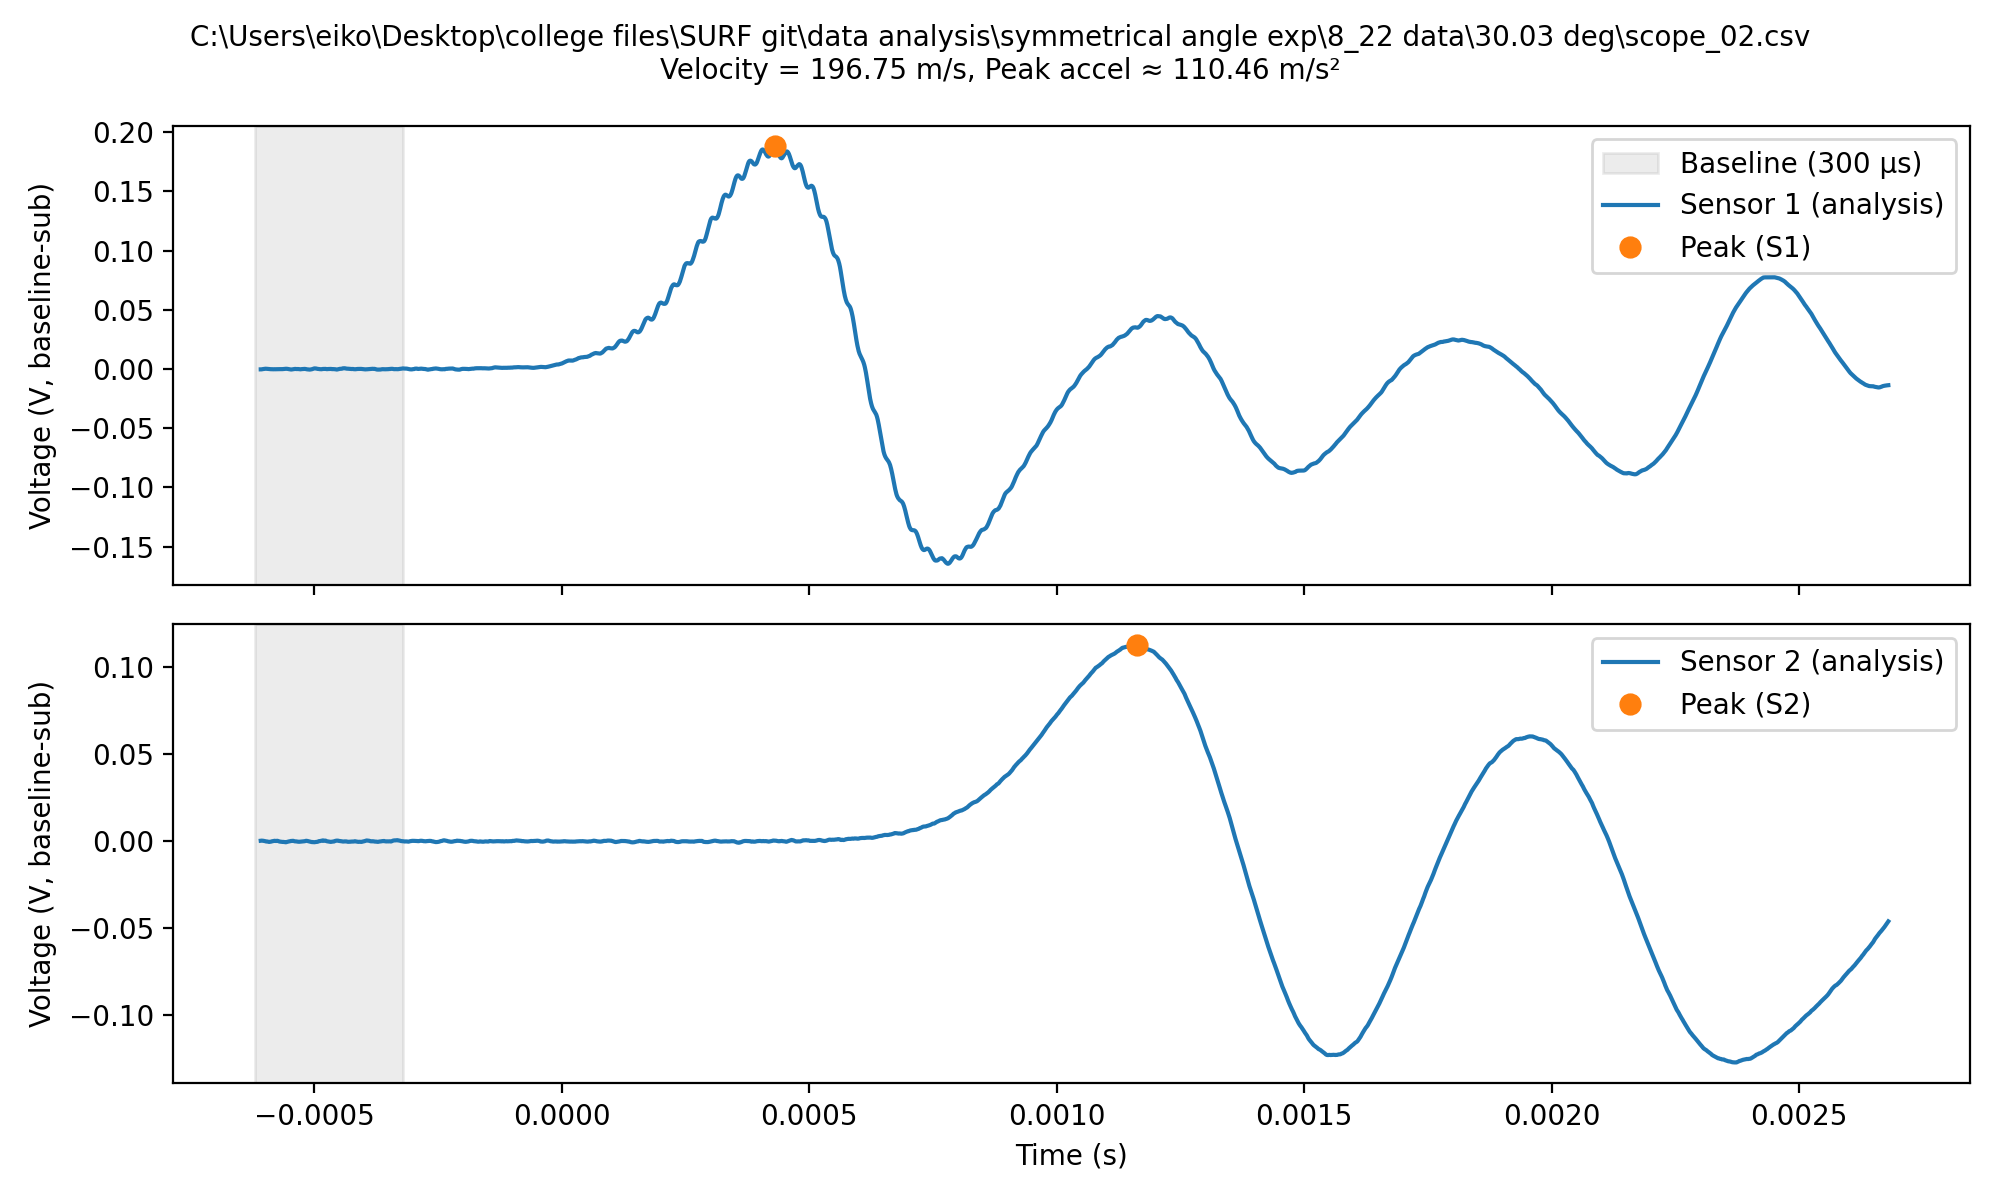 C:\Users\eiko\Desktop\college files\SURF git\data analysis\symmetrical angle exp\8_22 data\30.03 deg\scope_02.csv
Velocity = 196.75 m/s, Peak accel ≈ 110.46 m/s²
Voltage (V, baseline-sub)
0.20
0.15
0.10
0.05
0.00
−0.05
−0.10
−0.15
Baseline (300 µs)
Sensor 1 (analysis)
Peak (S1)
Voltage (V, baseline-sub)
0.10
0.05
0.00
−0.05
−0.10
Sensor 2 (analysis)
Peak (S2)
−0.0005 0.0000 0.0005 0.0010 0.0015 0.0020 0.0025
Time (s)